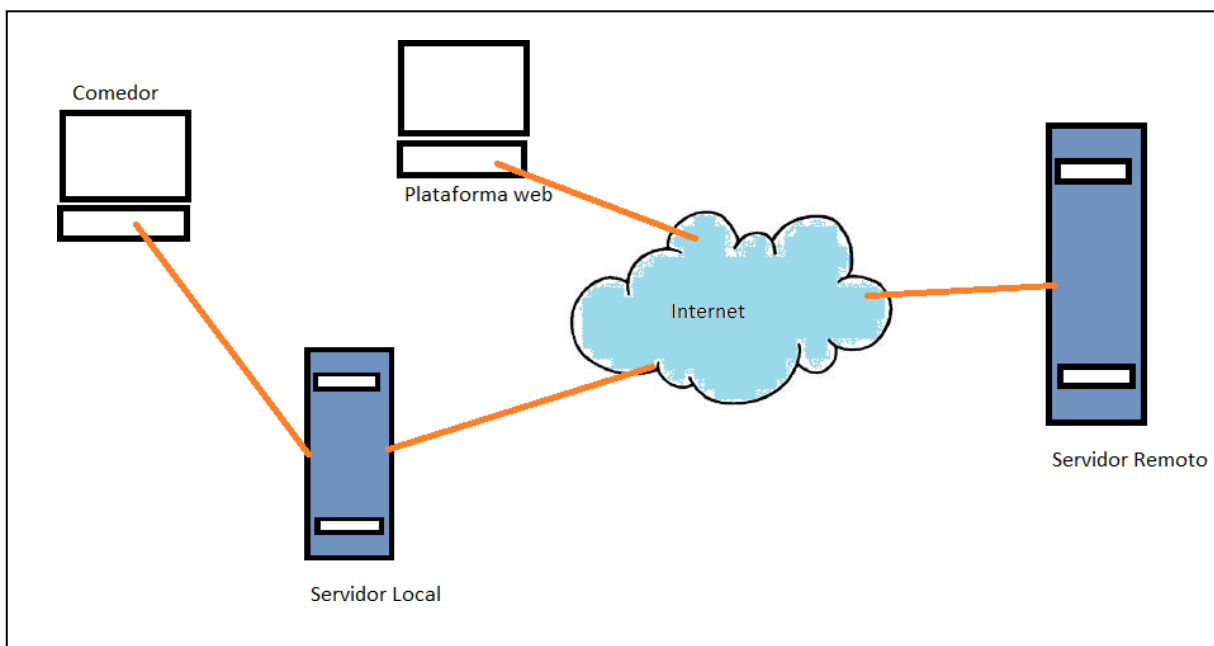 Comedor
Plataforma web
Internet
Servidor Remoto
Servidor Local